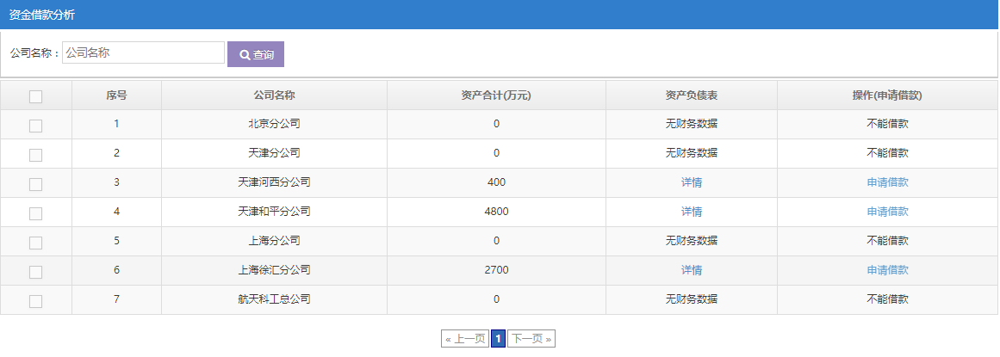 资金借款分析
公司名称： 公司名称 查询
序号 公司名称 资产合计(万元) 资产负债表 操作(申请借款)
1 北京分公司 0 无财务数据 不能借款
2 天津分公司 0 无财务数据 不能借款
3 天津河西分公司 400 详情 申请借款
4 天津和平分公司 4800 详情 申请借款
5 上海分公司 0 无财务数据 不能借款
6 上海徐汇分公司 2700 详情 申请借款
7 航天科工总公司 0 无财务数据 不能借款
« 上一页 1 下一页 »